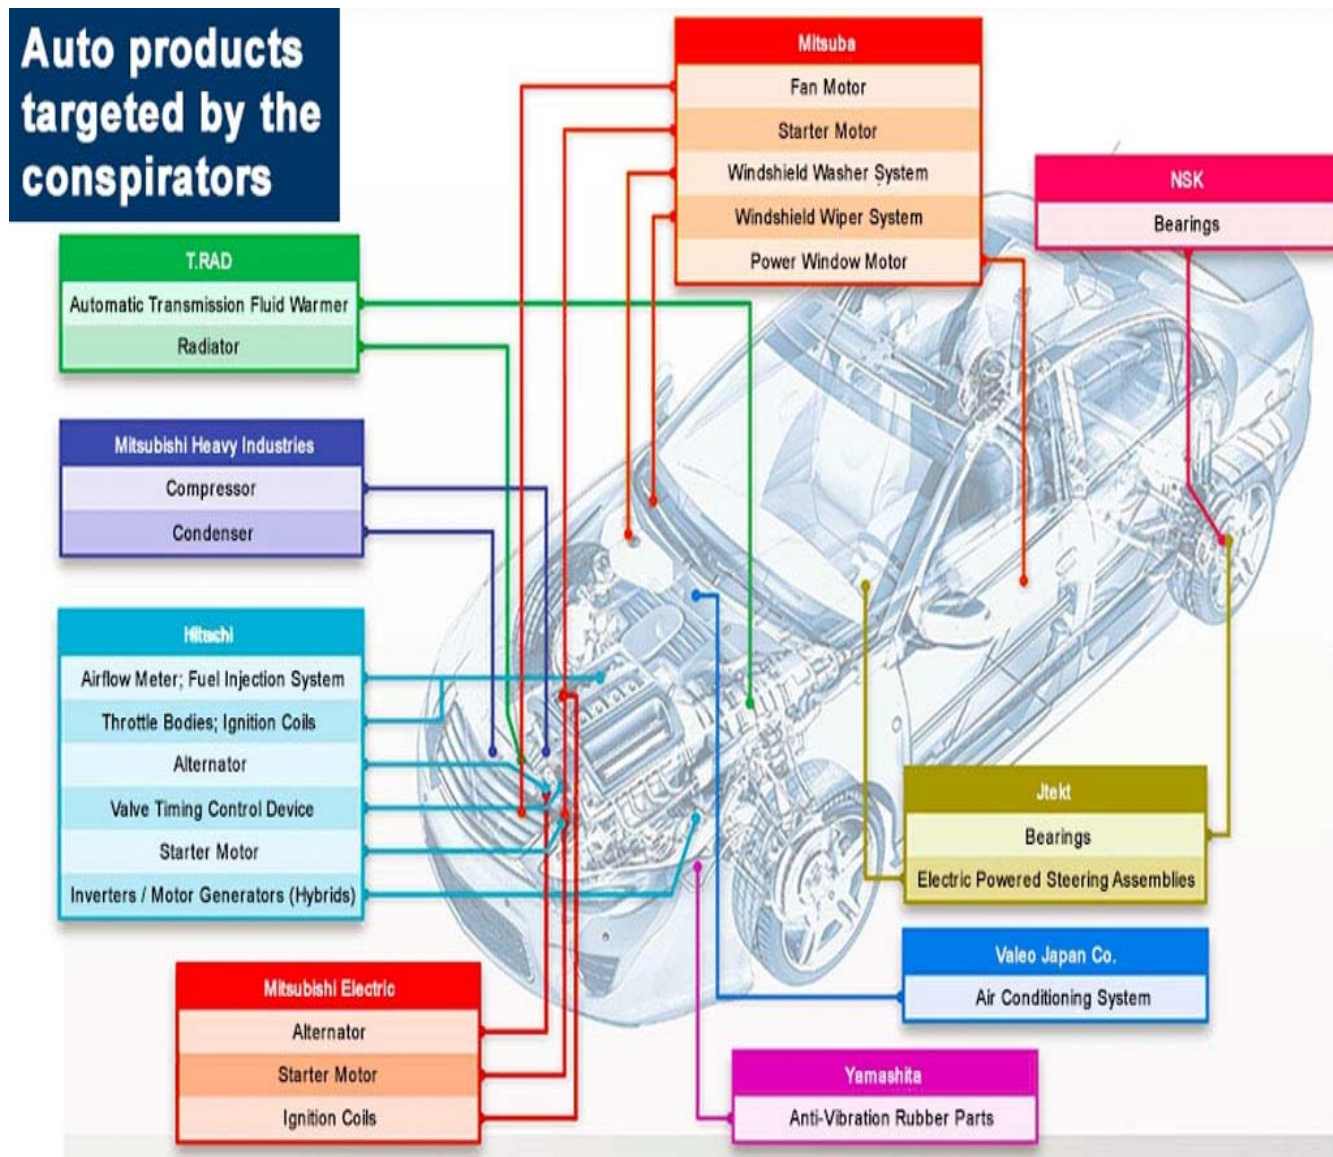 Auto products
targeted by the
conspirators
Mitsuba
Fan Motor
Starter Motor
Windshield Washer System
Windshield Wiper System
Power Window Motor
NSK
Bearings
T.RAD
Automatic Transmission Fluid Warmer
Radiator
Mitsubishi Heavy Industries
Compressor
Condenser
Hitachi
Airflow Meter; Fuel Injection System
Throttle Bodies; Ignition Coils
Alternator
Valve Timing Control Device
Starter Motor
Inverters / Motor Generators (Hybrids)
Jtekt
Bearings
Electric Powered Steering Assemblies
Valeo Japan Co.
Air Conditioning System
Mitsubishi Electric
Alternator
Starter Motor
Ignition Coils
Yamashita
Anti-Vibration Rubber Parts